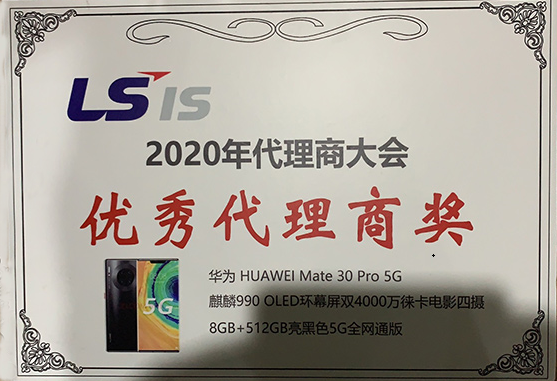 LS IS
2020年代理商大会
优秀代理商奖
5G
华为 HUAWEI Mate 30 Pro 5G
麒麟990 OLED环幕屏双4000万徕卡电影四摄
8GB+512GB亮黑色5G全网通版